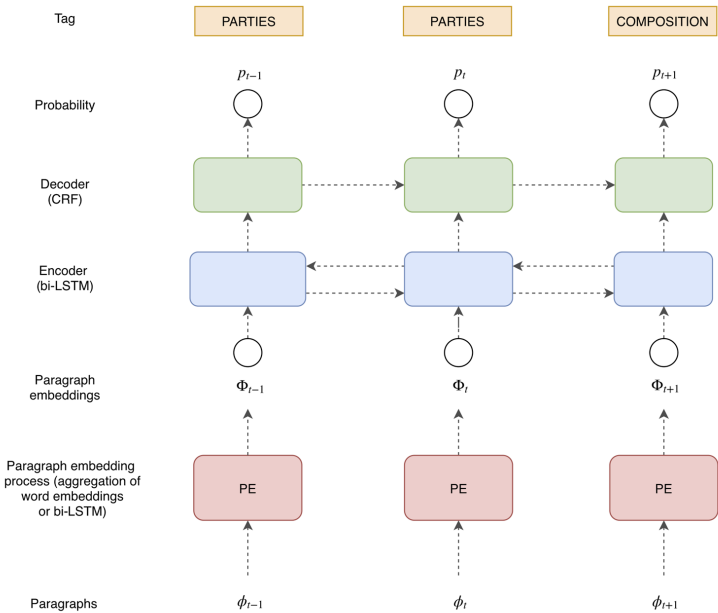 Tag
PARTIES PARTIES COMPOSITION
p_{t−1} p_t p_{t+1}
Probability
Decoder
(CRF)
Encoder
(bi-LSTM)
Paragraph
embeddings
Φ_{t−1} Φ_t Φ_{t+1}
Paragraph embedding
process (aggregation of
word embeddings
or bi-LSTM)
PE PE PE
Paragraphs ϕ_{t−1} ϕ_t ϕ_{t+1}